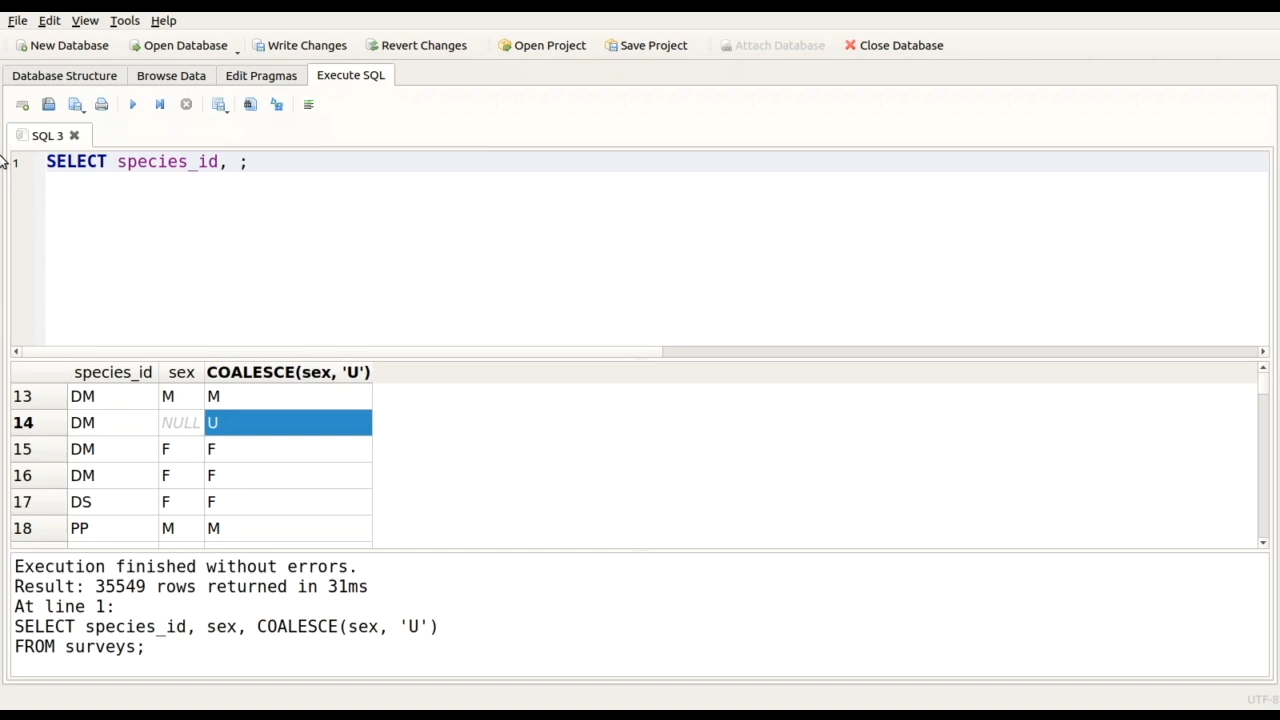 File Edit View Tools Help
New Database Open Database Write Changes Revert Changes Open Project Save Project Attach Database Close Database
Database Structure Browse Data Edit Pragmas Execute SQL
SQL 3
1 SELECT species_id, ;
species_id sex COALESCE(sex, 'U')
13 DM M M
14 DM NULL U
15 DM F F
16 DM F F
17 DS F F
18 PP M M
Execution finished without errors.
Result: 35549 rows returned in 31ms
At line 1:
SELECT species_id, sex, COALESCE(sex, 'U')
FROM surveys;
UTF-8